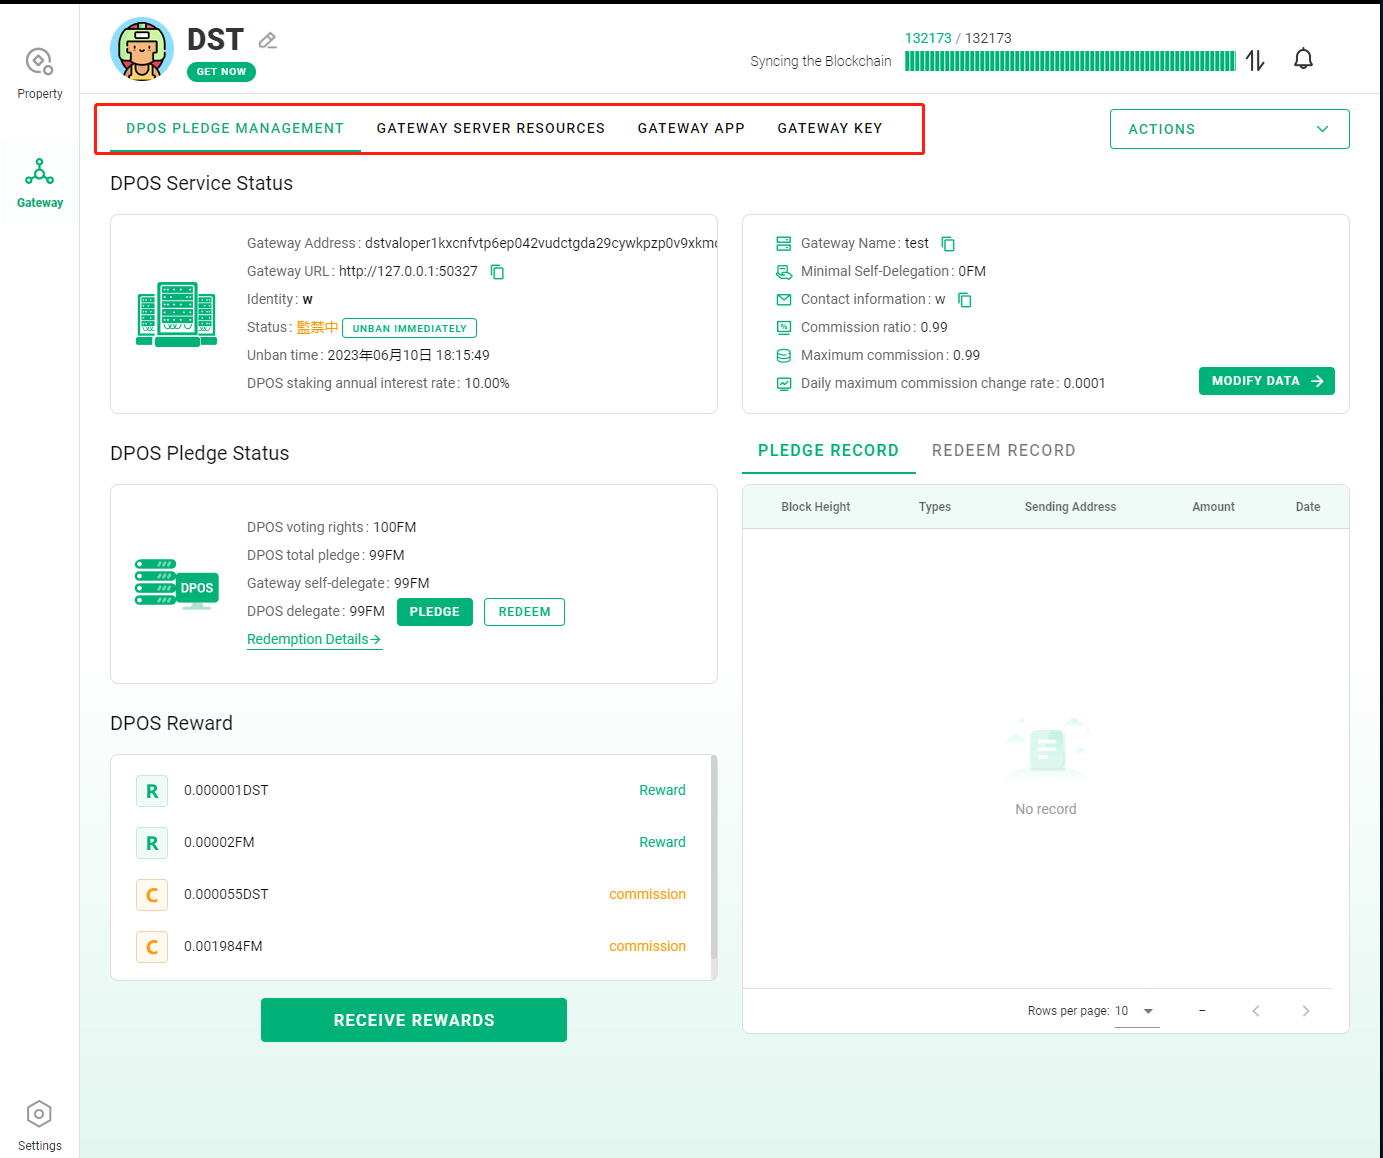 DST
GET NOW
Syncing the Blockchain
132173 / 132173
Property
Gateway
Settings
DPOS PLEDGE MANAGEMENT
GATEWAY SERVER RESOURCES
GATEWAY APP
GATEWAY KEY
ACTIONS
DPOS Service Status
Gateway Address: dstvaloper1kxcnfvtp6ep042vudctgda29cywkpzp0v9xkm
Gateway URL: http://127.0.0.1:50327
Identity: w
Status: 監禁中 UNBAN IMMEDIATELY
Unban time: 2023年06月10日 18:15:49
DPOS staking annual interest rate: 10.00%
Gateway Name: test
Minimal Self-Delegation: 0FM
Contact information: w
% Commission ratio: 0.99
Maximum commission: 0.99
Daily maximum commission change rate: 0.0001
MODIFY DATA →
DPOS Pledge Status
DPOS
DPOS voting rights: 100FM
DPOS total pledge: 99FM
Gateway self-delegate: 99FM
DPOS delegate: 99FM PLEDGE REDEEM
Redemption Details→
PLEDGE RECORD
REDEEM RECORD
Block Height Types Sending Address Amount Date
No record
Rows per page: 10 –
DPOS Reward
R 0.000001DST Reward
R 0.00002FM Reward
C 0.000055DST commission
C 0.001984FM commission
RECEIVE REWARDS